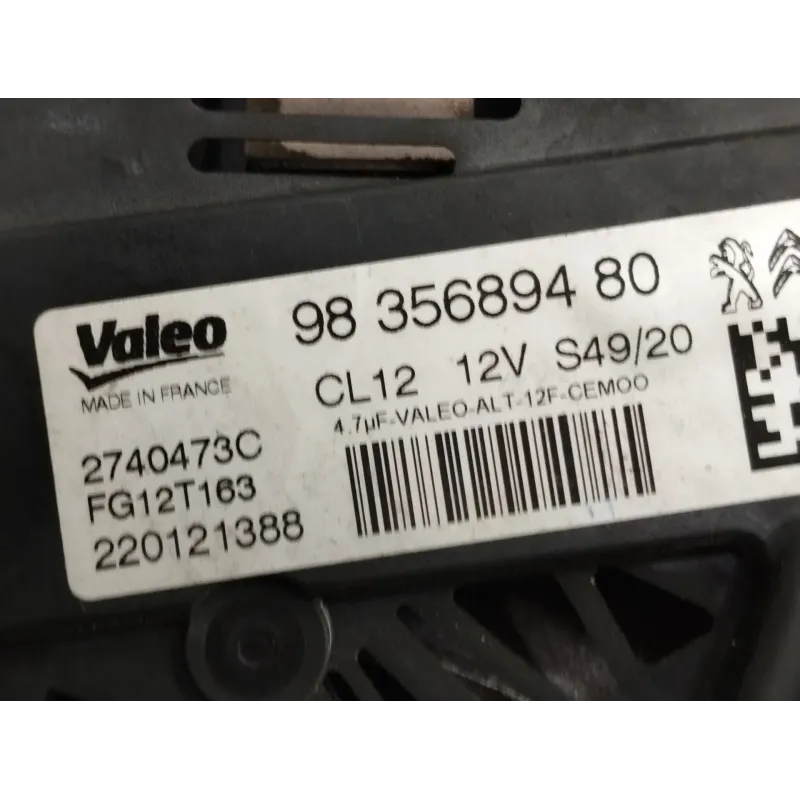 Valeo
MADE IN FRANCE
98 356894 80
CL12 12V S49/20
4.7µF-VALEO-ALT-12F-CEMOO
2740473C
FG12T163
220121388